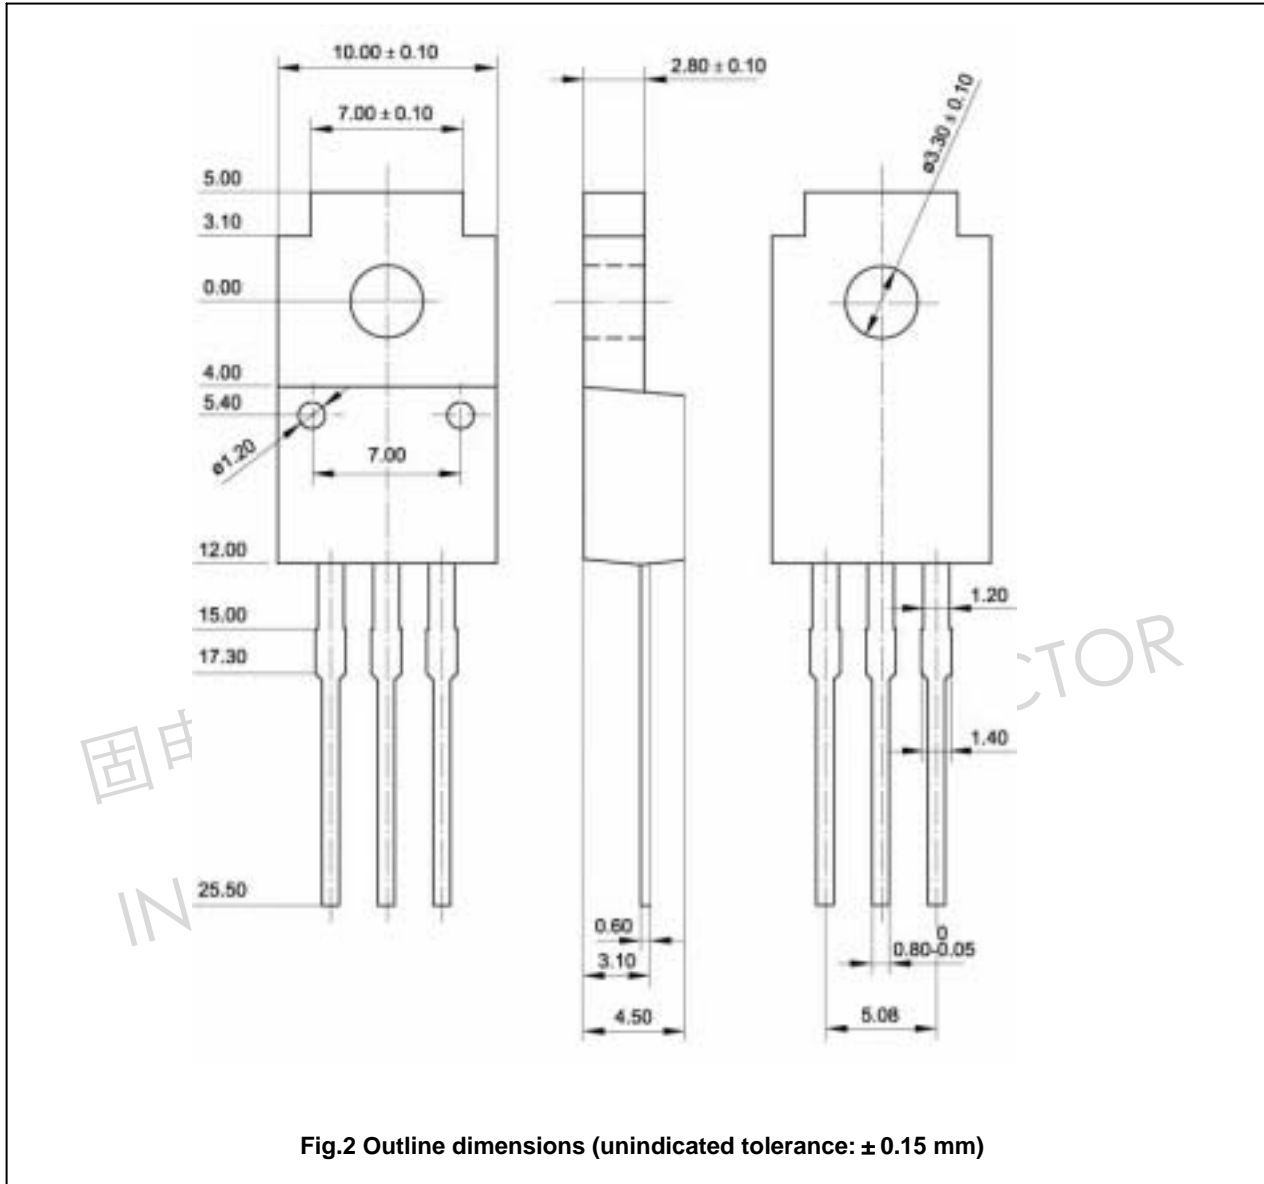 10.00 ± 0.10
2.80 ± 0.10
7.00 ± 0.10
ø3.30 ± 0.10
5.00
3.10
0.00
4.00
5.40
ø1.20
7.00
12.00
15.00
1.20
17.30
CTOR
固
1.40
25.50
IN
0.60
0
0.80-0.05
3.10
4.50
5.08
Fig.2 Outline dimensions (unindicated tolerance: ± 0.15 mm)